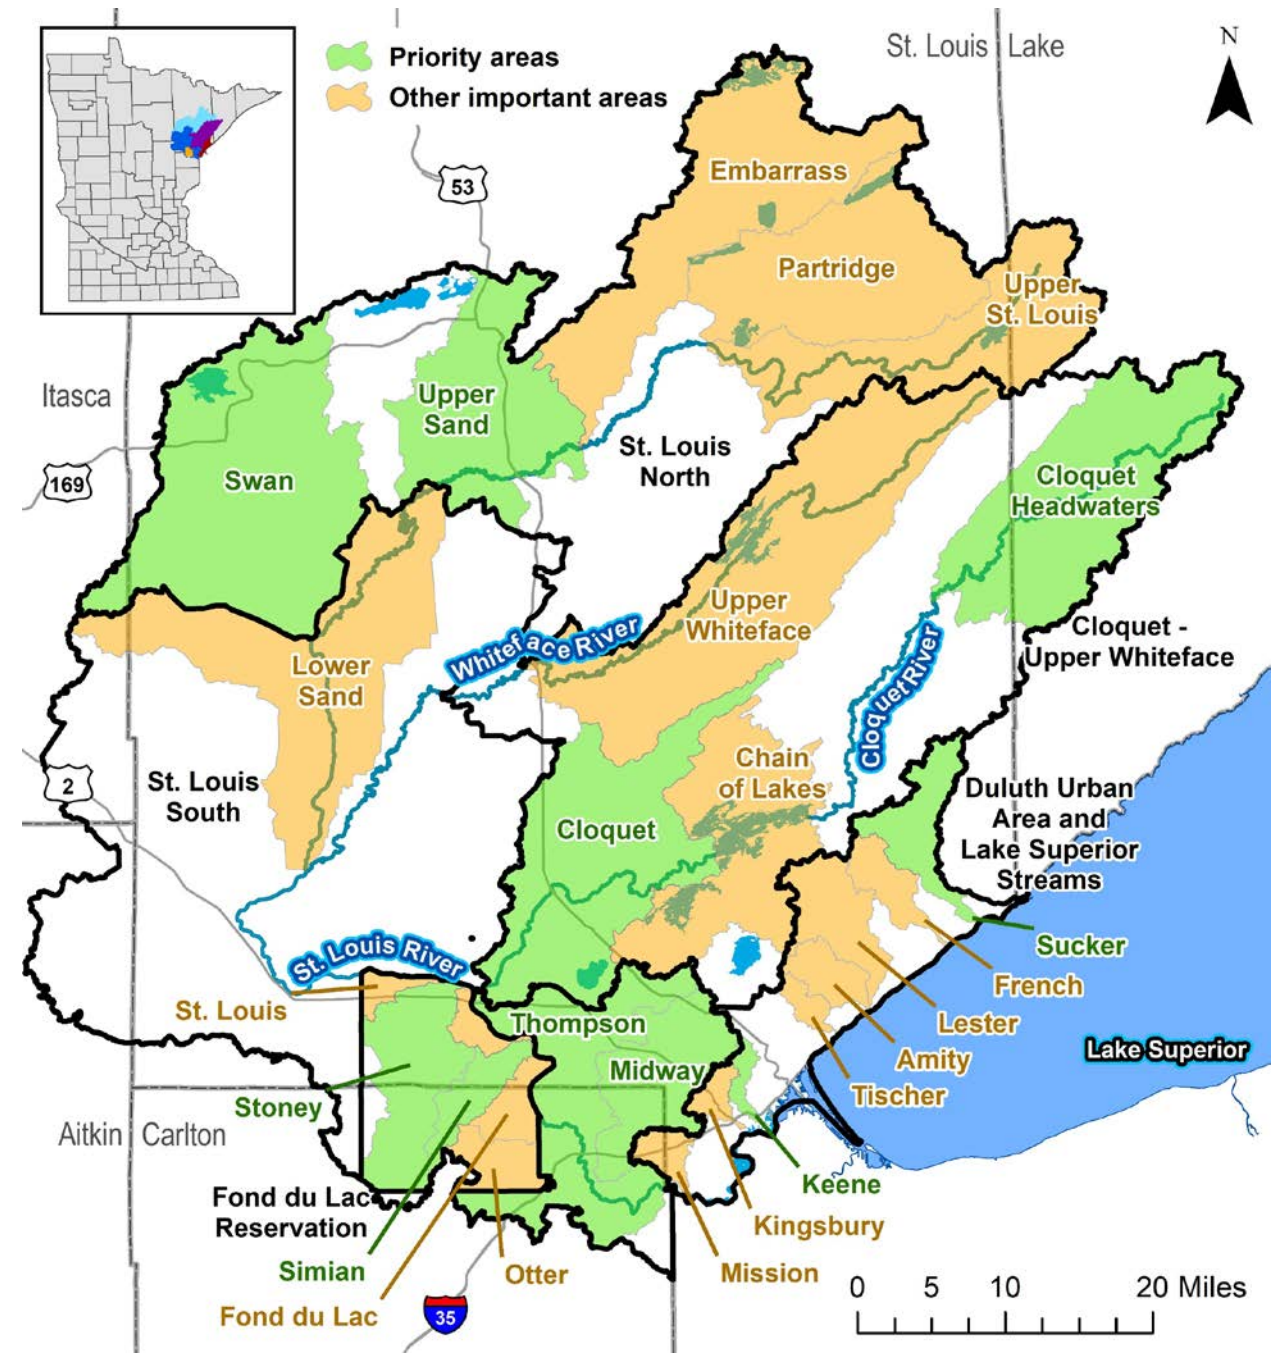 St. Louis
Lake
N
Priority areas
Other important areas
53
Embarrass
Partridge
Upper
St. Louis
Itasca
Upper
Sand
St. Louis
North
Swan
169
Cloquet
Headwaters
Upper
Whiteface
Cloquet -
Upper Whiteface
Whiteface River
Cloquet River
Lower
Sand
2
St. Louis
South
Chain
of Lakes
Cloquet
Duluth Urban
Area and
Lake Superior
Streams
Sucker
French
St. Louis River
St. Louis
Thompson
Lester
Midway
Amity
Lake Superior
Tischer
Stoney
Aitkin
Carlton
Keene
Fond du Lac
Reservation
Kingsbury
Simian
Otter
Mission
Fond du Lac
35
0 5 10 20 Miles